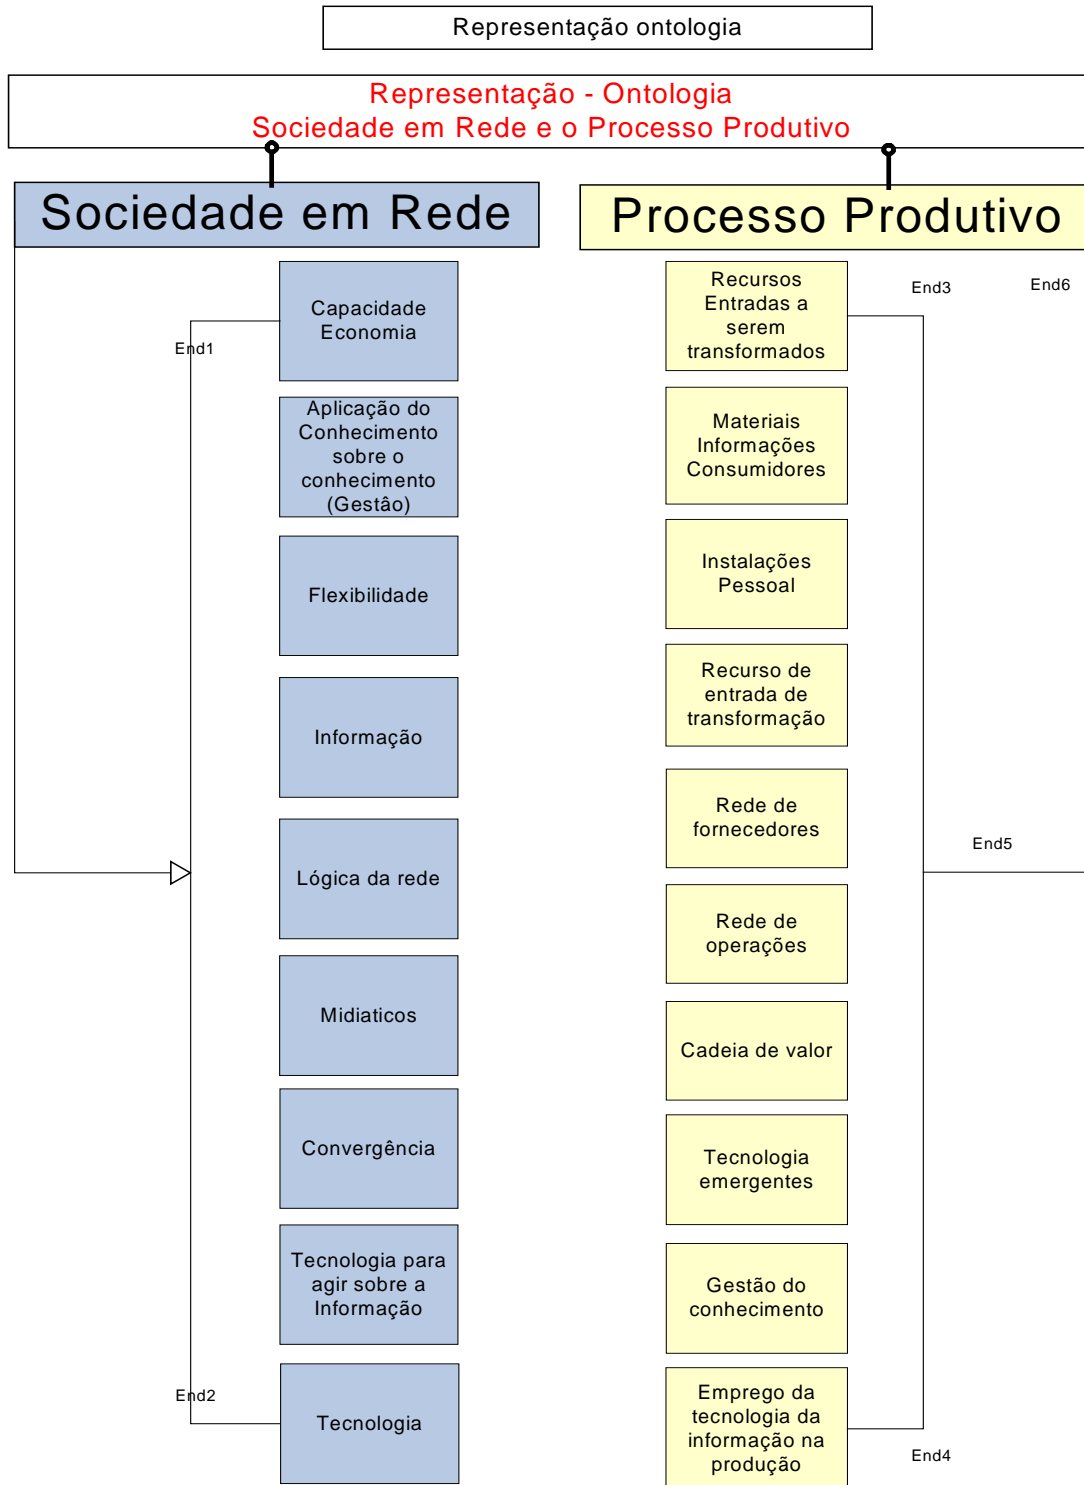 Representação ontologia
Representação - Ontologia
Sociedade em Rede e o Processo Produtivo
Sociedade em Rede
Processo Produtivo
End1
Capacidade
Economia
Aplicação do
Conhecimento
sobre o
conhecimento
(Gestâo)
Flexibilidade
Informação
Lógica da rede
Midiaticos
Convergência
Tecnologia para
agir sobre a
Informação
End2
Tecnologia
Recursos
Entradas a
serem
transformados
End3
End6
Materiais
Informações
Consumidores
Instalações
Pessoal
Recurso de
entrada de
transformação
Rede de
fornecedores
End5
Rede de
operações
Cadeia de valor
Tecnologia
emergentes
Gestão do
conhecimento
Emprego da
tecnologia da
informação na
produção
End4